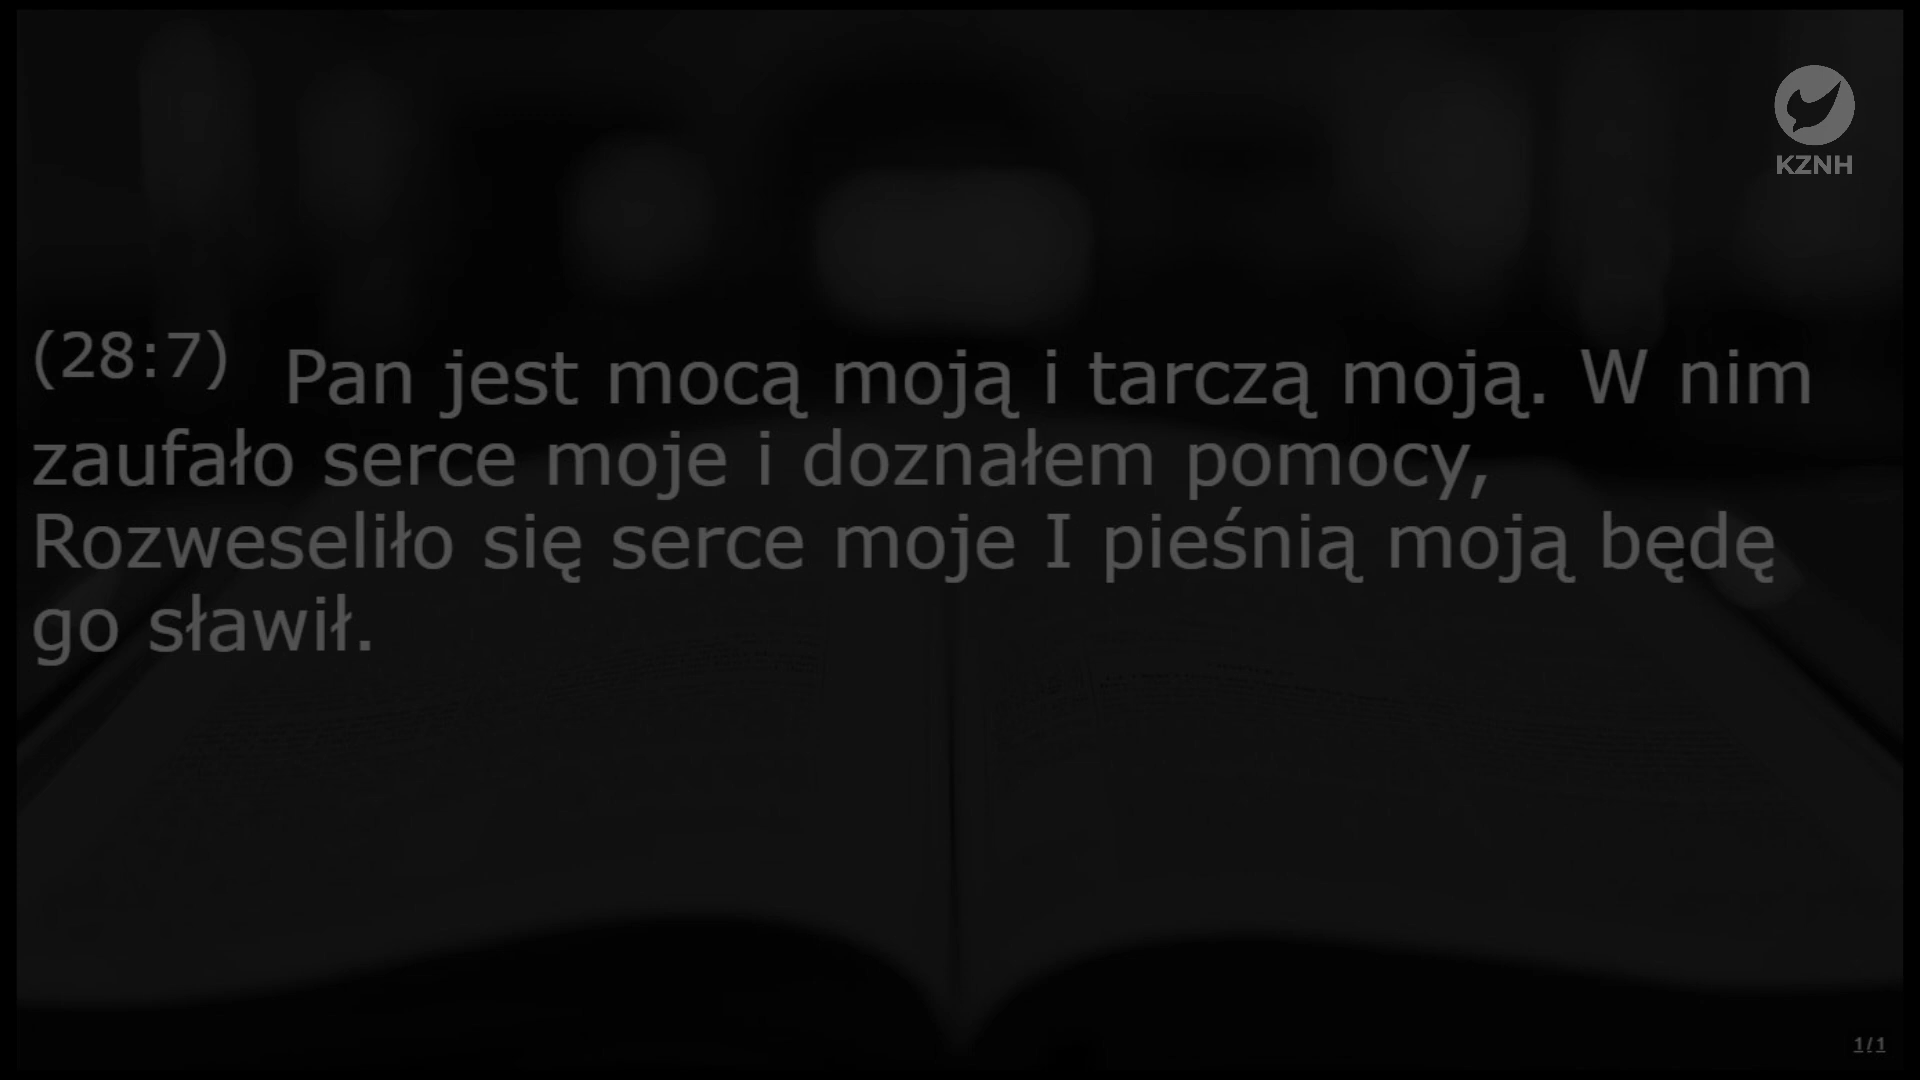 KZNH
(28:7) Pan jest mocą moją i tarczą moją. W nim
zaufało serce moje i doznałem pomocy,
Rozweseliło się serce moje I pieśnią moją będę
go sławił.
1/1